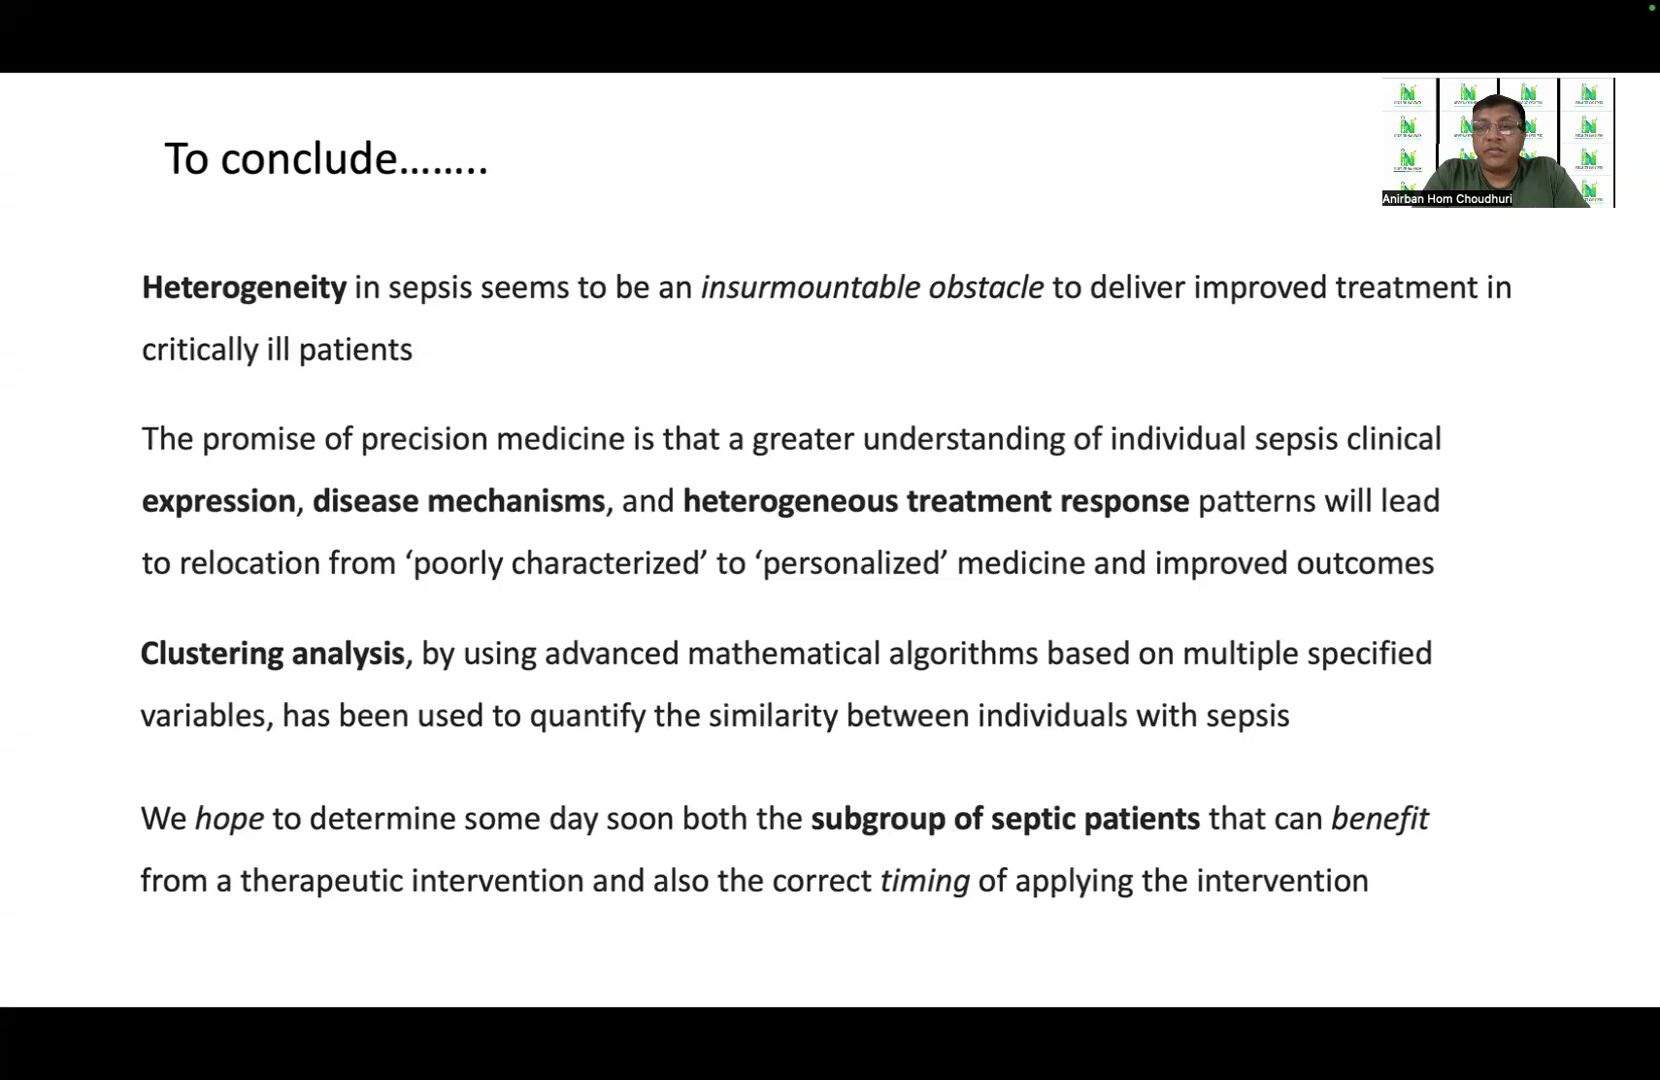 To conclude........
Anirban Hom Choudhuri
Heterogeneity in sepsis seems to be an insurmountable obstacle to deliver improved treatment in
critically ill patients
The promise of precision medicine is that a greater understanding of individual sepsis clinical
expression, disease mechanisms, and heterogeneous treatment response patterns will lead
to relocation from ‘poorly characterized’ to ‘personalized’ medicine and improved outcomes
Clustering analysis, by using advanced mathematical algorithms based on multiple specified
variables, has been used to quantify the similarity between individuals with sepsis
We hope to determine some day soon both the subgroup of septic patients that can benefit
from a therapeutic intervention and also the correct timing of applying the intervention